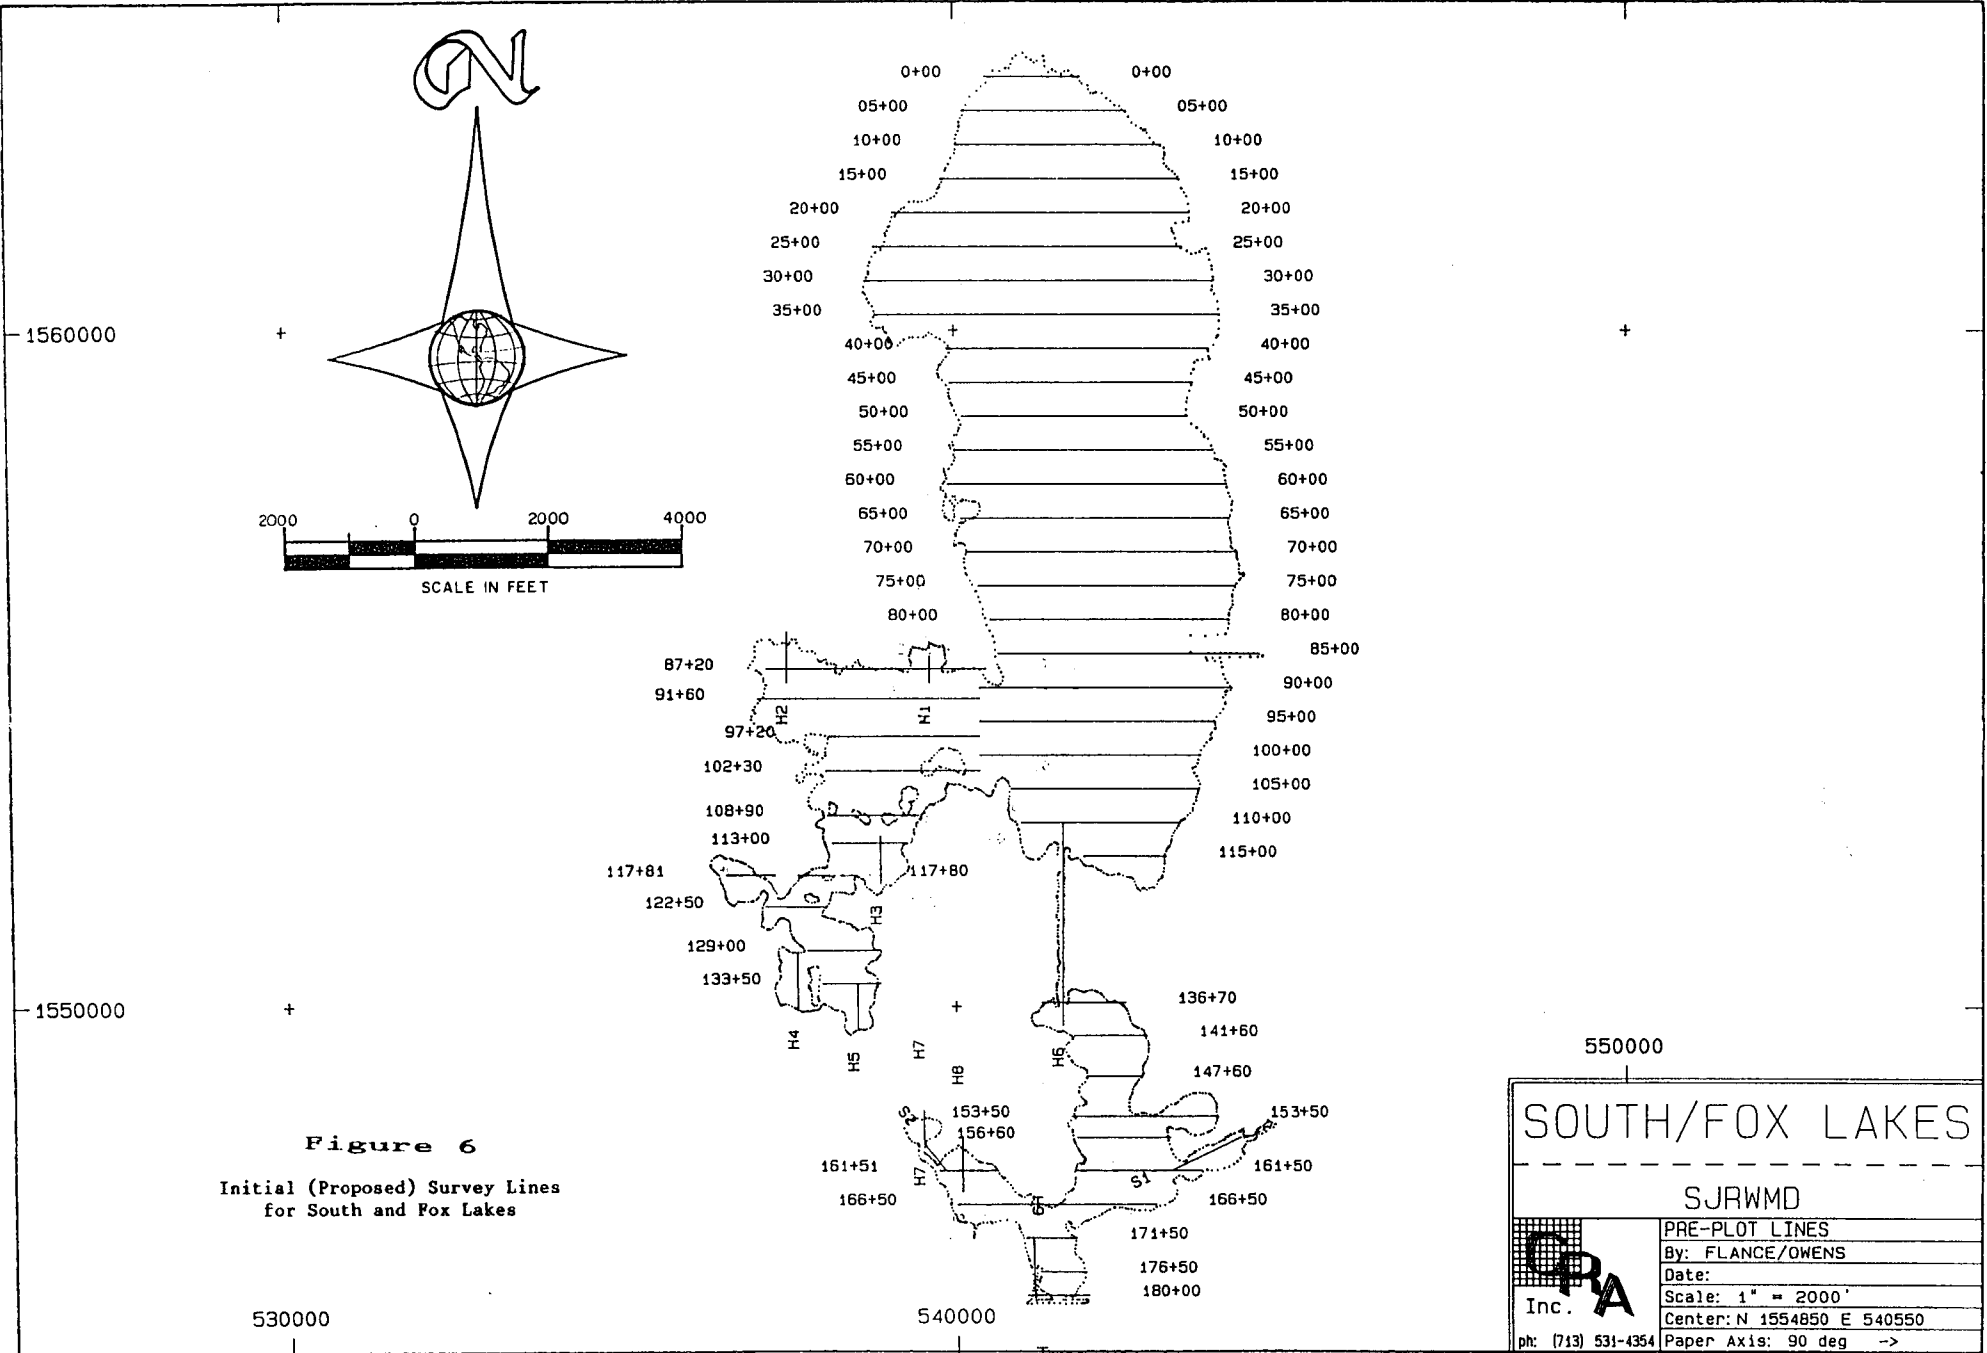 N
0+00 0+00
05+00 05+00
10+00 10+00
15+00 15+00
20+00 20+00
25+00 25+00
30+00 30+00
35+00 35+00
1560000
40+00 40+00
45+00 45+00
50+00 50+00
55+00 55+00
60+00 60+00
2000 0 2000 4000
65+00 65+00
70+00 70+00
SCALE IN FEET
75+00 75+00
80+00 80+00
85+00
87+20
90+00
91+60
H2 H1
95+00
97+20
100+00
102+30
105+00
108+90
110+00
113+00
115+00
117+81 117+80
122+50
H3
129+00
133+50
136+70
1550000
141+60
H4 H5 H7 H6
550000
H8
147+60
S2 153+50 153+50
156+60
161+51 161+50
H7 S1
166+50 166+50
H9
171+50
176+50
180+00
530000 540000
Figure 6
Initial (Proposed) Survey Lines
for South and Fox Lakes
SOUTH/FOX LAKES
SJRWMD
CRA
Inc.
ph: (713) 531-4354
PRE-PLOT LINES
By: FLANCE/OWENS
Date:
Scale: 1" = 2000'
Center: N 1554850 E 540550
Paper Axis: 90 deg ->